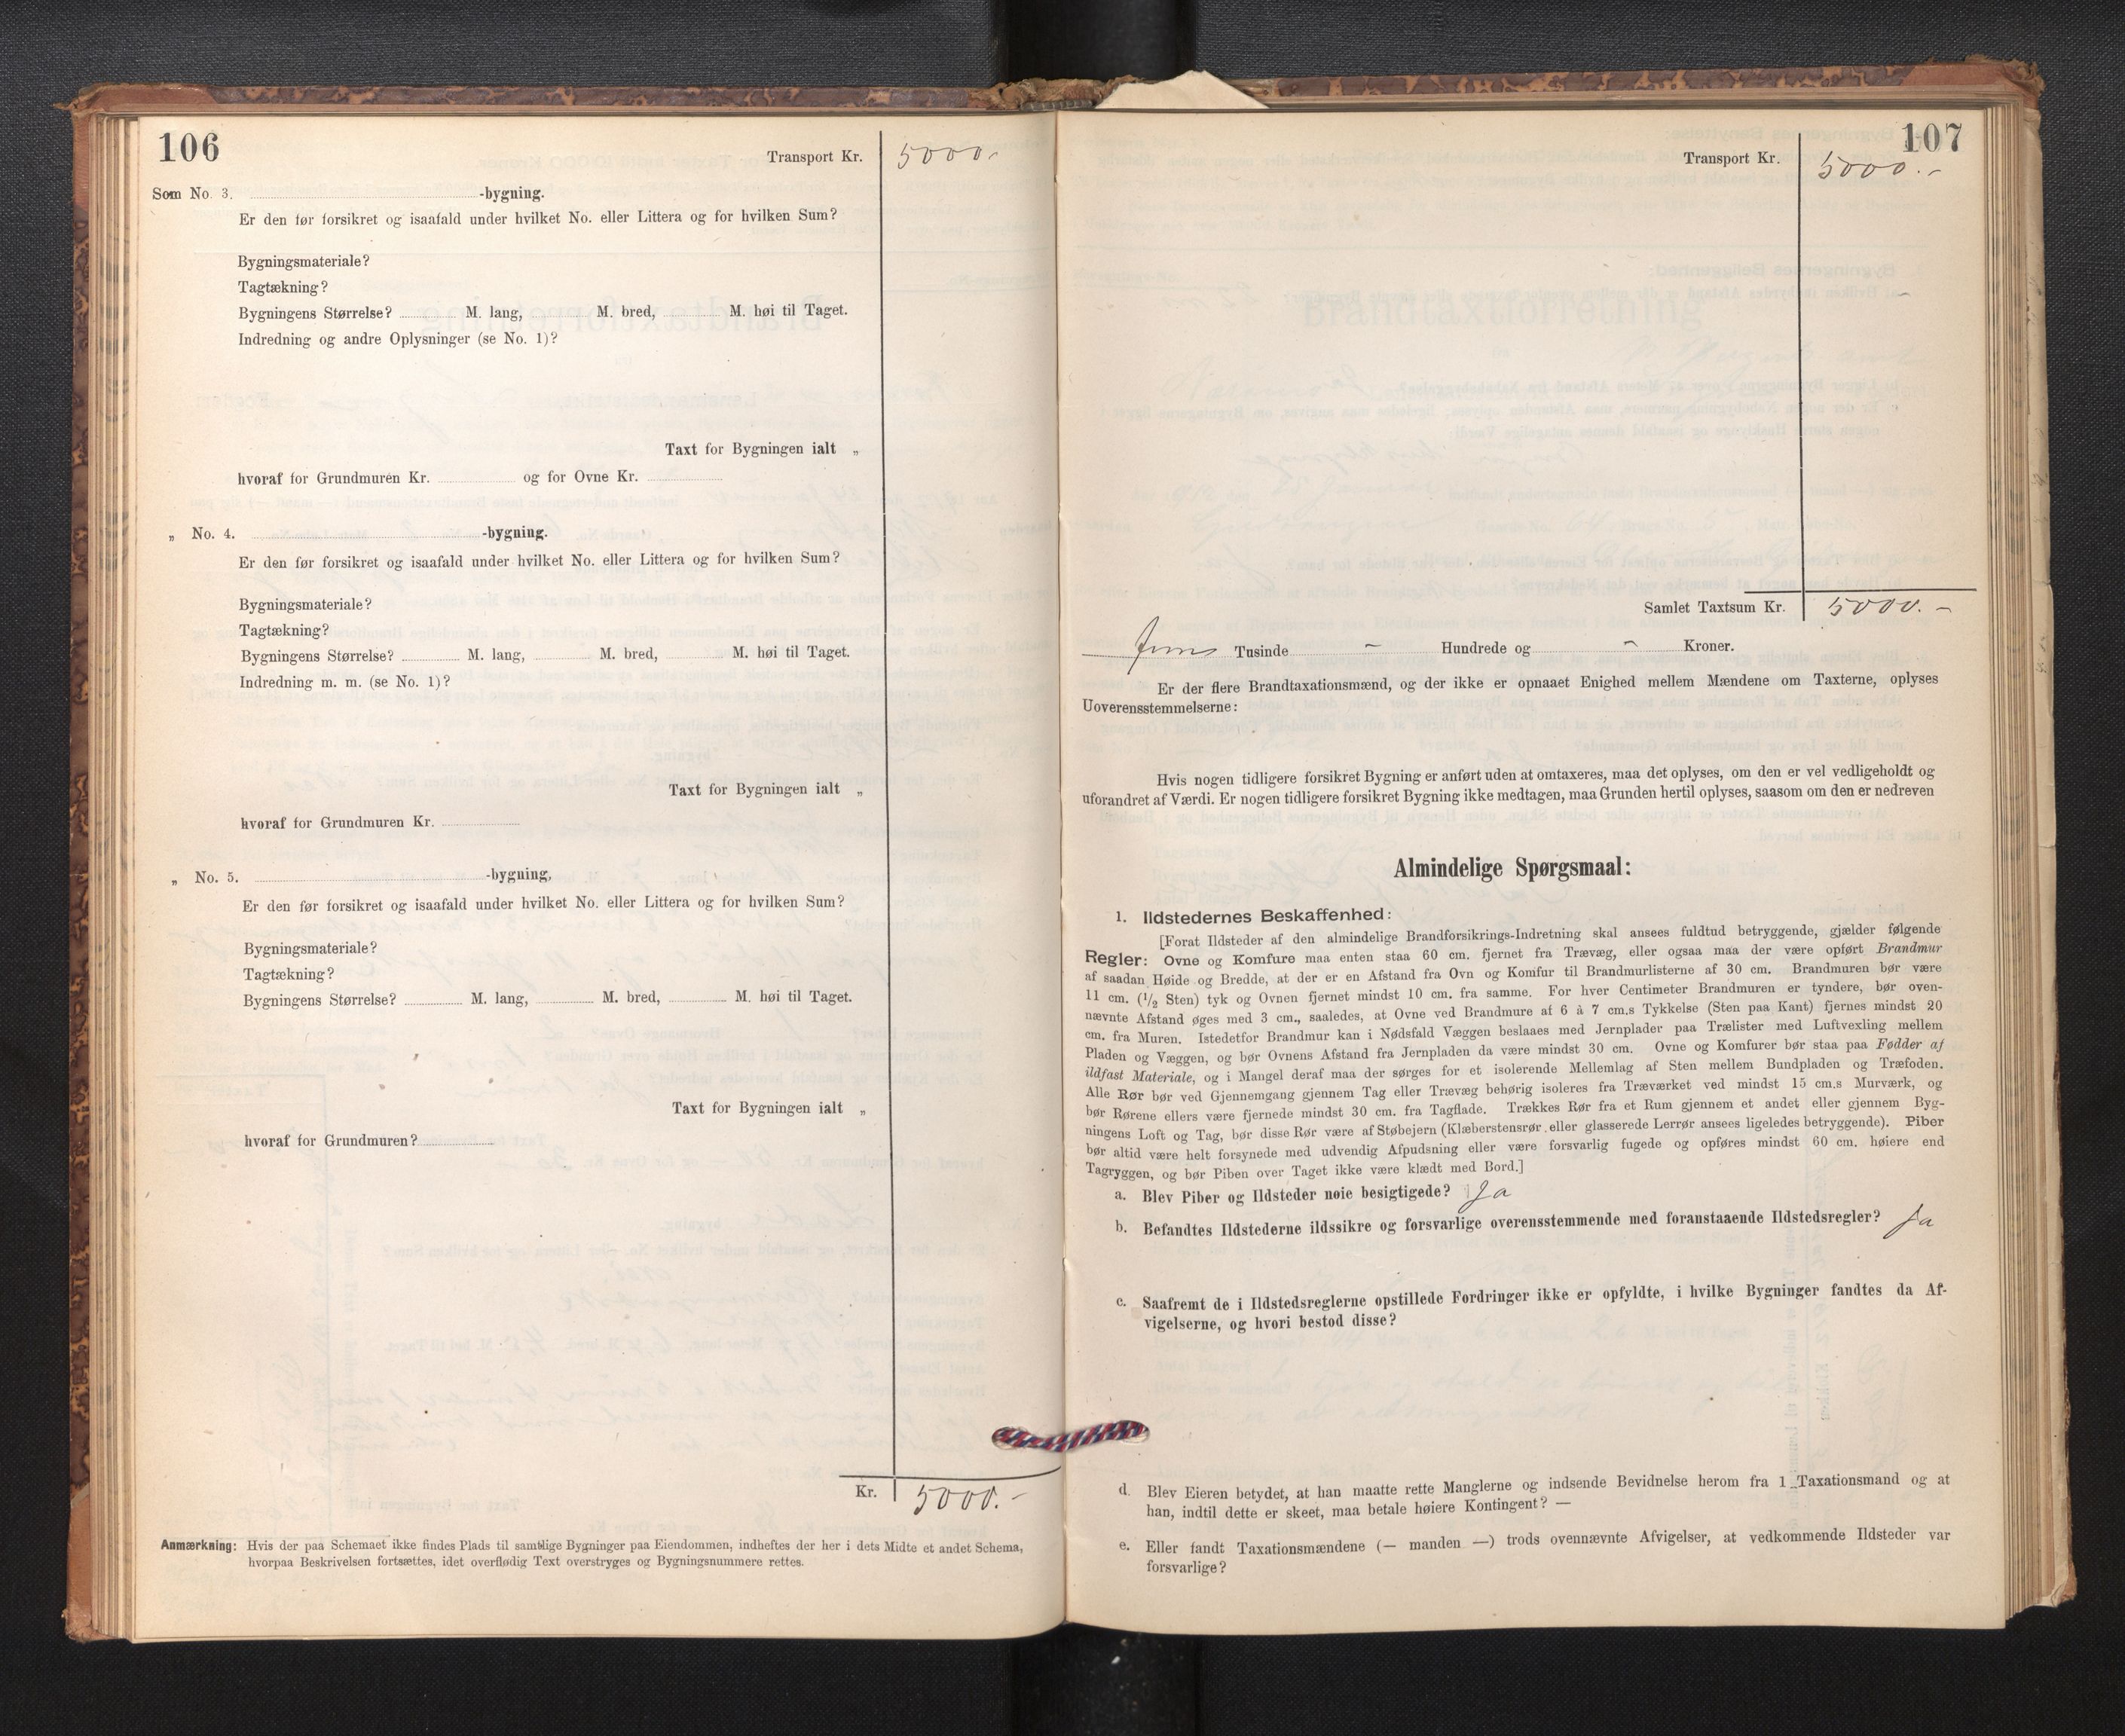 106
Transport Kr. 5000.-
Som No. 3. -bygning.
Er den før forsikret og isaafald under hvilket No. eller Littera og for hvilken Sum?
Bygningsmateriale?
Tagtækning?
Bygningens Størrelse? M. lang, M. bred, M. høi til Taget.
Indredning og andre Oplysninger (se No. 1)?
Taxt for Bygningen ialt „
hvoraf for Grundmuren Kr. og for Ovne Kr.
„ No. 4. -bygning.
Er den før forsikret og isaafald under hvilket No. eller Littera og for hvilken Sum?
Bygningsmateriale?
Tagtækning?
Bygningens Størrelse? M. lang, M. bred, M. høi til Taget.
Indredning m. m. (se No. 1)?
Taxt for Bygningen ialt „
hvoraf for Grundmuren Kr.
„ No. 5. -bygning,
Er den før forsikret og isaafald under hvilket No. eller Littera og for hvilken Sum?
Bygningsmateriale?
Tagtækning?
Bygningens Størrelse? M. lang, M. bred, M. høi til Taget.
Taxt for Bygningen ialt „
hvoraf for Grundmuren?
Kr. 5000.-
Anmærkning: Hvis der paa Schemaet ikke findes Plads til samtlige Bygninger paa Eiendommen, indheftes der her i dets Midte et andet Schema,
hvorpaa Beskrivelsen fortsættes, idet overflødig Text overstryges og Bygningsnummere rettes.
107
Transport Kr. 5000.-
Samlet Taxtsum Kr. 5000.-
fem Tusinde - Hundrede og - Kroner.
Er der flere Brandtaxationsmænd, og der ikke er opnaaet Enighed mellem Mændene om Taxterne, oplyses
Uoverensstemmelserne:
Hvis nogen tidligere forsikret Bygning er anført uden at omtaxeres, maa det oplyses, om den er vel vedligeholdt og
uforandret af Værdi. Er nogen tidligere forsikret Bygning ikke medtagen, maa Grunden hertil oplyses, saasom om den er nedreven
Almindelige Spørgsmaal:
1. Ildstedernes Beskaffenhed:
[Forat Ildsteder af den almindelige Brandforsikrings-Indretning skal ansees fuldtud betryggende, gjælder følgende
Regler: Ovne og Komfure maa enten staa 60 cm. fjernet fra Trævæg, eller ogsaa maa der være opført Brandmur
af saadan Høide og Bredde, at der er en Afstand fra Ovn og Komfur til Brandmurlisterne af 30 cm. Brandmuren bør være
11 cm. (1/2 Sten) tyk og Ovnen fjernet mindst 10 cm. fra samme. For hver Centimeter Brandmuren er tyndere, bør oven-
nævnte Afstand øges med 3 cm., saaledes, at Ovne ved Brandmure af 6 à 7 cm.s Tykkelse (Sten paa Kant) fjernes mindst 20
cm. fra Muren. Istedetfor Brandmur kan i Nødsfald Væggen beslaaes med Jernplader paa Trælister med Luftvexling mellem
Pladen og Væggen, og bør Ovnens Afstand fra Jernpladen da være mindst 30 cm. Ovne og Komfurer bør staa paa Fødder af
ildfast Materiale, og i Mangel deraf maa der sørges for et isolerende Mellemlag af Sten mellem Bundpladen og Træfoden.
Alle Rør bør ved Gjennemgang gjennem Tag eller Trævæg behørig isoleres fra Træværket ved mindst 15 cm.s Murværk, og
bør Rørene ellers være fjernede mindst 30 cm. fra Tagflade. Trækkes Rør fra et Rum gjennem et andet eller gjennem Byg-
ningens Loft og Tag, bør disse Rør være af Støbejern (Klæberstensrør eller glasserede Lerrør ansees ligeledes betryggende). Piber
bør altid være helt forsynede med udvendig Afpudsning eller være forsvarlig fugede og opføres mindst 60 cm. høiere end
Tagryggen, og bør Piben over Taget ikke være klædt med Bord.]
a. Blev Piber og Ildsteder nøie besigtigede? Ja
b. Befandtes Ildstederne ildssikre og forsvarlige overensstemmende med foranstaaende Ildstedsregler? Ja
c. Saafremt de i Ildstedsreglerne opstillede Fordringer ikke er opfyldte, i hvilke Bygninger fandtes da Af-
vigelserne, og hvori bestod disse?
d. Blev Eieren betydet, at han maatte rette Manglerne og indsende Bevidnelse herom fra 1 Taxationsmand og at
han, indtil dette er skeet, maa betale høiere Kontingent? —
e. Eller fandt Taxationsmændene (— manden —) trods ovennævnte Afvigelser, at vedkommende Ildsteder var
forsvarlige?